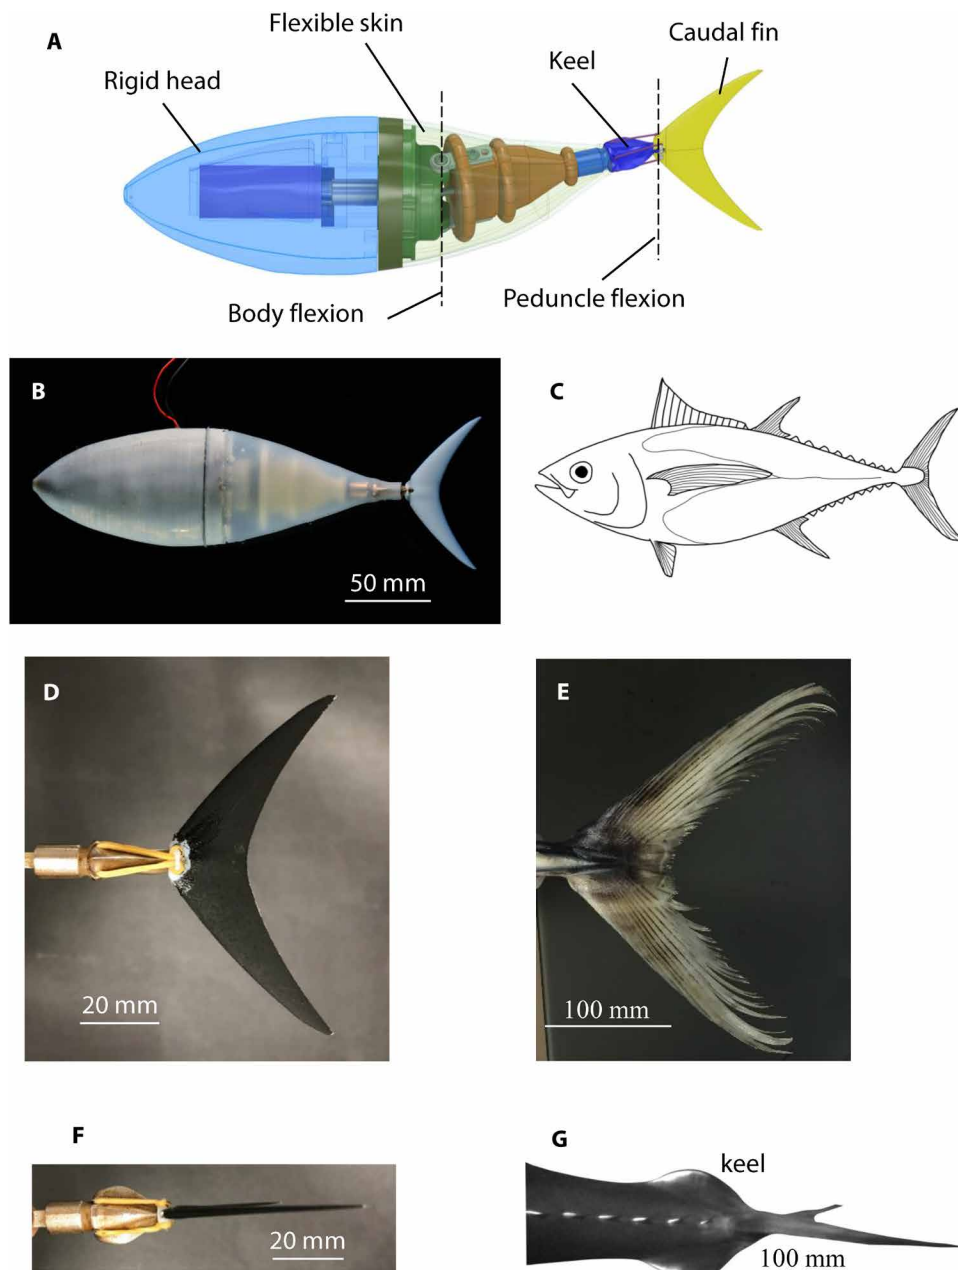 A
Flexible skin
Caudal fin
Keel
Rigid head
Peduncle flexion
Body flexion
B
C
50 mm
D
E
20 mm
100 mm
F
G
keel
20 mm
100 mm